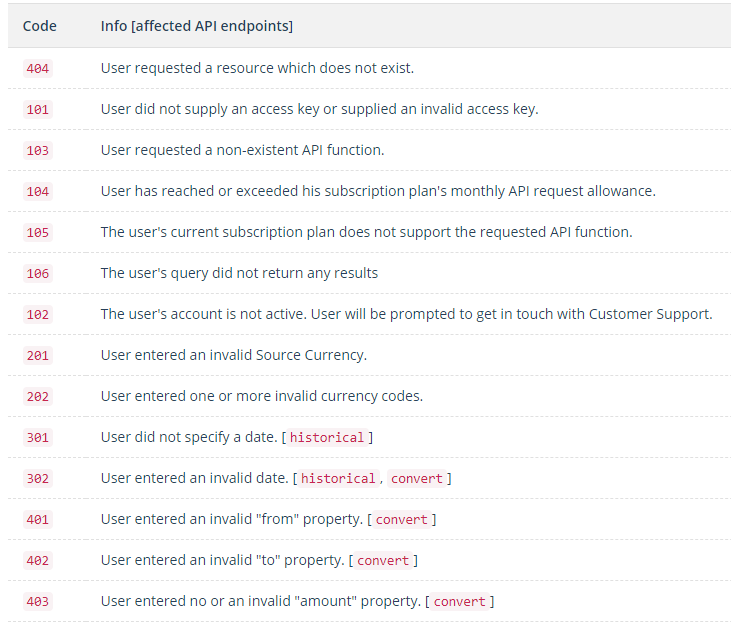 Code Info [affected API endpoints]
404 User requested a resource which does not exist.
101 User did not supply an access key or supplied an invalid access key.
103 User requested a non-existent API function.
104 User has reached or exceeded his subscription plan's monthly API request allowance.
105 The user's current subscription plan does not support the requested API function.
106 The user's query did not return any results
102 The user's account is not active. User will be prompted to get in touch with Customer Support.
201 User entered an invalid Source Currency.
202 User entered one or more invalid currency codes.
301 User did not specify a date. [historical]
302 User entered an invalid date. [historical, convert]
401 User entered an invalid "from" property. [convert]
402 User entered an invalid "to" property. [convert]
403 User entered no or an invalid "amount" property. [convert]